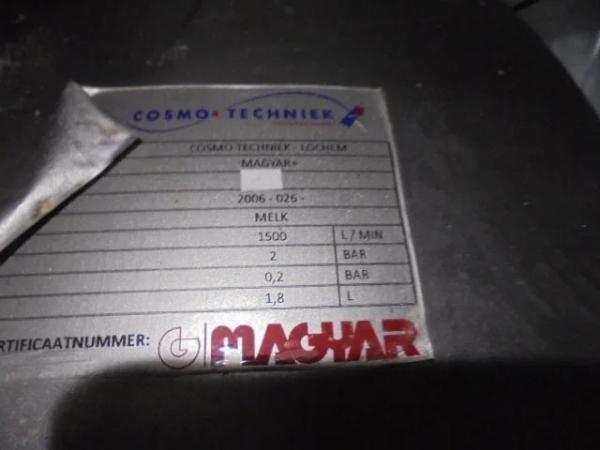 COSMO TECHNIEK
COSMO TECHNIEK - LOCHEM
MAGYAR+
2006 - 026 -
MELK
1500 L / MIN
2 BAR
0,2 BAR
1,8 L
RTIFICAATNUMMER: G MAGYAR